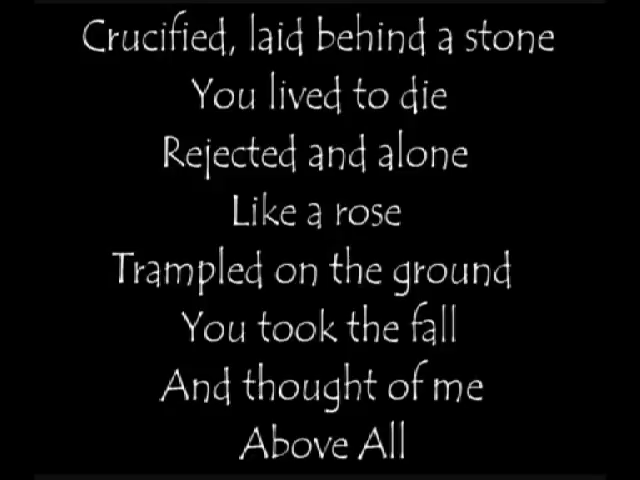 Crucified, laid behind a stone
You lived to die
Rejected and alone
Like a rose
Trampled on the ground
You took the fall
And thought of me
Above All